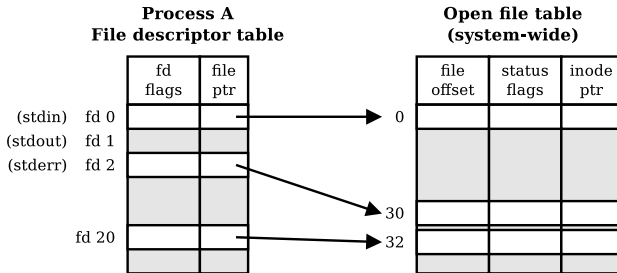 Process A
File descriptor table
fd
flags
file
ptr
(stdin) fd 0
(stdout) fd 1
(stderr) fd 2
fd 20
Open file table
(system-wide)
file
offset
status
flags
inode
ptr
0
30
32